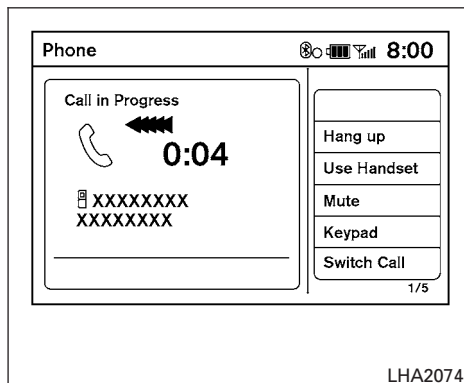 Phone 8:00
Call in Progress
0:04
XXXXXXXX
XXXXXXXX
Hang up
Use Handset
Mute
Keypad
Switch Call
1/5
LHA2074